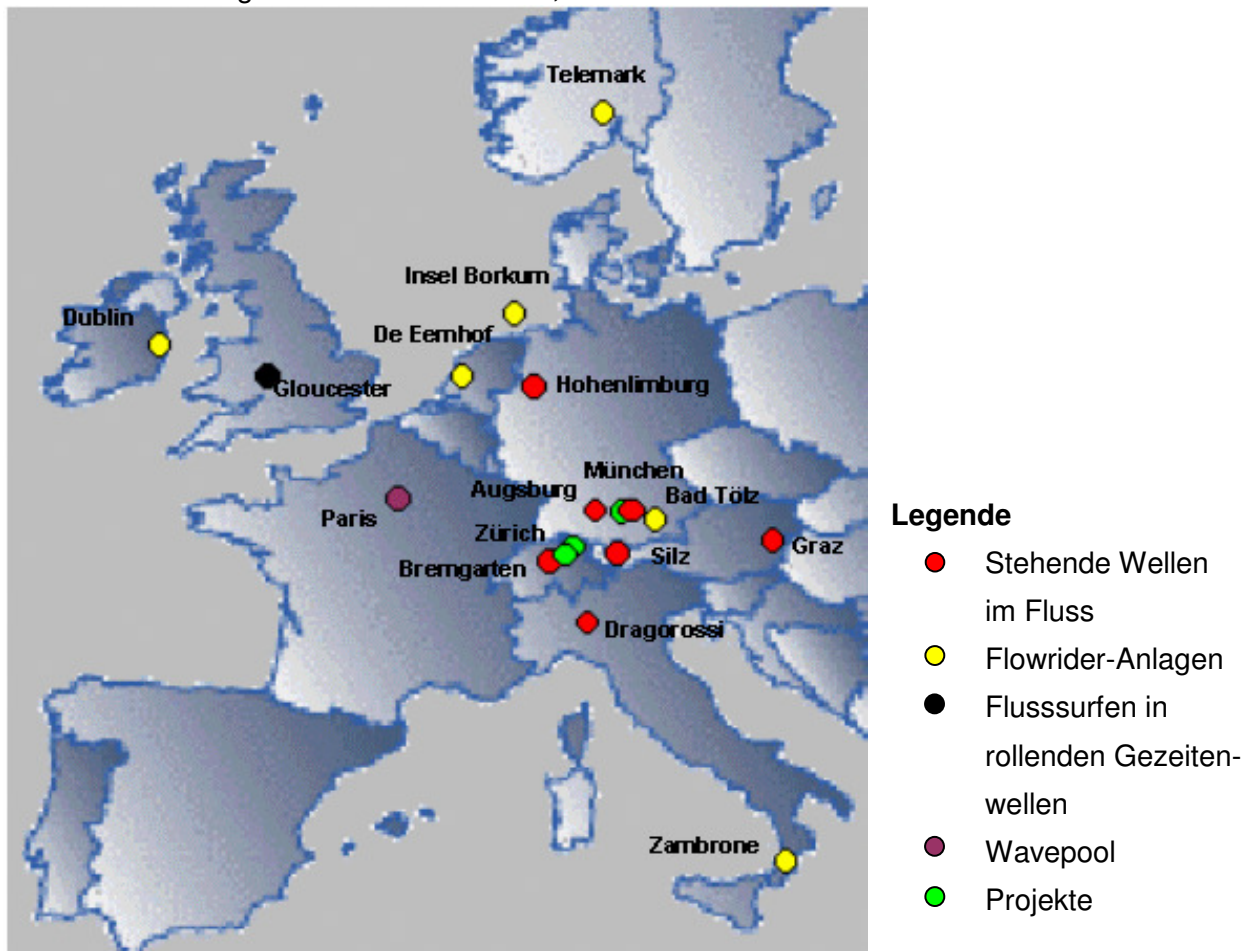 Telemark
Insel Borkum
Dublin
De Eemhof
Gloucester
Hohenlimburg
München
Augsburg
Bad Tölz
Paris
Zürich
Graz
Bremgarten
Silz
Dragorossi
Zambrone
Legende
Stehende Wellen
im Fluss
Flowrider-Anlagen
Flusssurfen in
rollenden Gezeiten-
wellen
Wavepool
Projekte